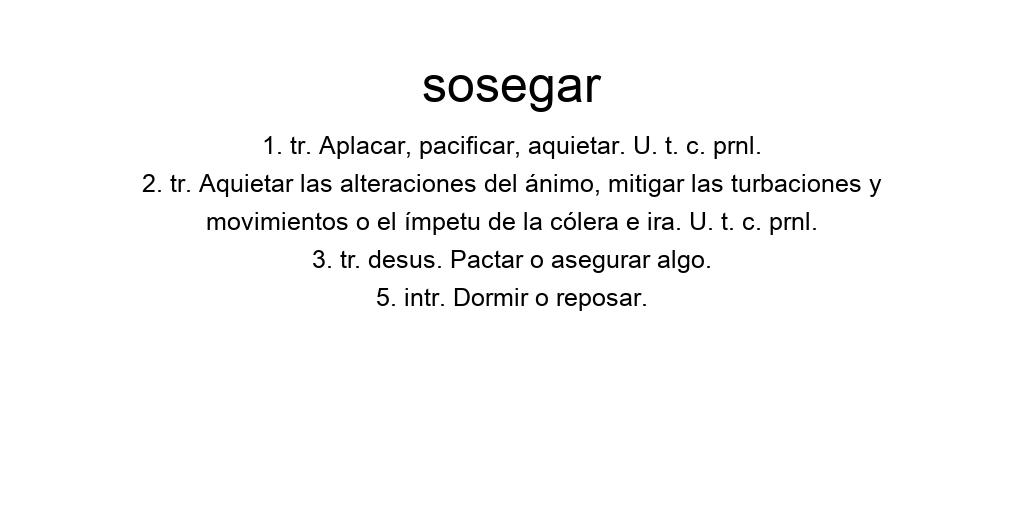 sosegar
1. tr. Aplacar, pacificar, aquietar. U. t. c. prnl.
2. tr. Aquietar las alteraciones del ánimo, mitigar las turbaciones y
movimientos o el ímpetu de la cólera e ira. U. t. c. prnl.
3. tr. desus. Pactar o asegurar algo.
5. intr. Dormir o reposar.